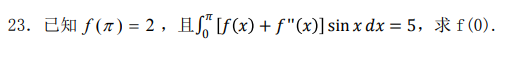 23. 已知 f(π) = 2 ，且∫₀^π [f(x) + f"(x)] sin x dx = 5，求 f(0).